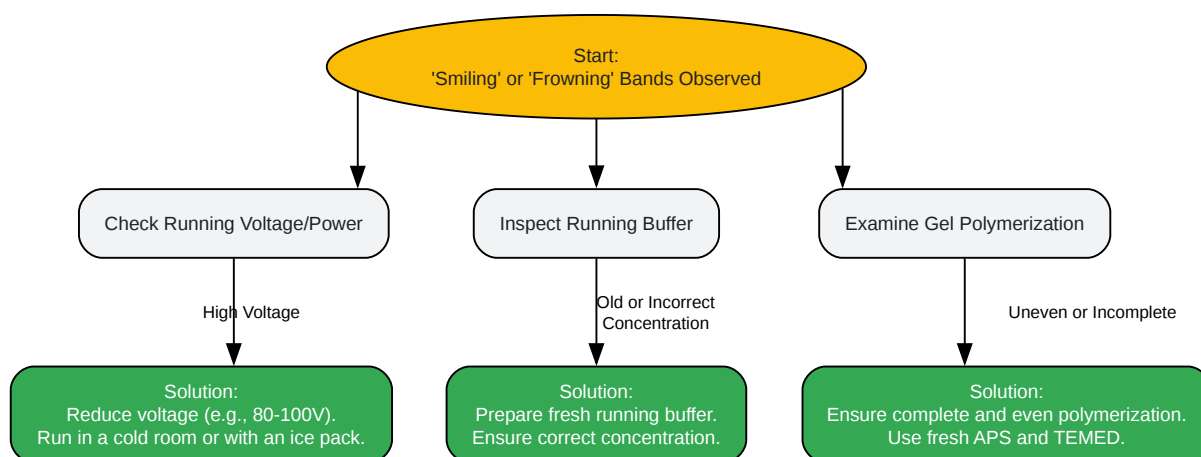 Start:
'Smiling' or 'Frowning' Bands Observed
Check Running Voltage/Power
Inspect Running Buffer
Examine Gel Polymerization
High Voltage
Old or Incorrect
Concentration
Uneven or Incomplete
Solution:
Reduce voltage (e.g., 80-100V).
Run in a cold room or with an ice pack.
Solution:
Prepare fresh running buffer.
Ensure correct concentration.
Solution:
Ensure complete and even polymerization.
Use fresh APS and TEMED.